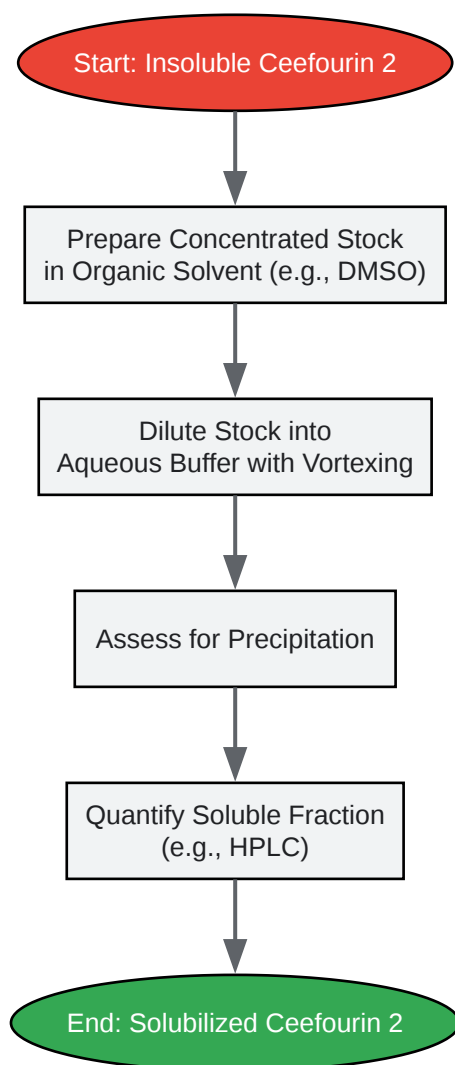 Start: Insoluble Ceefourin 2
Prepare Concentrated Stock
in Organic Solvent (e.g., DMSO)
Dilute Stock into
Aqueous Buffer with Vortexing
Assess for Precipitation
Quantify Soluble Fraction
(e.g., HPLC)
End: Solubilized Ceefourin 2